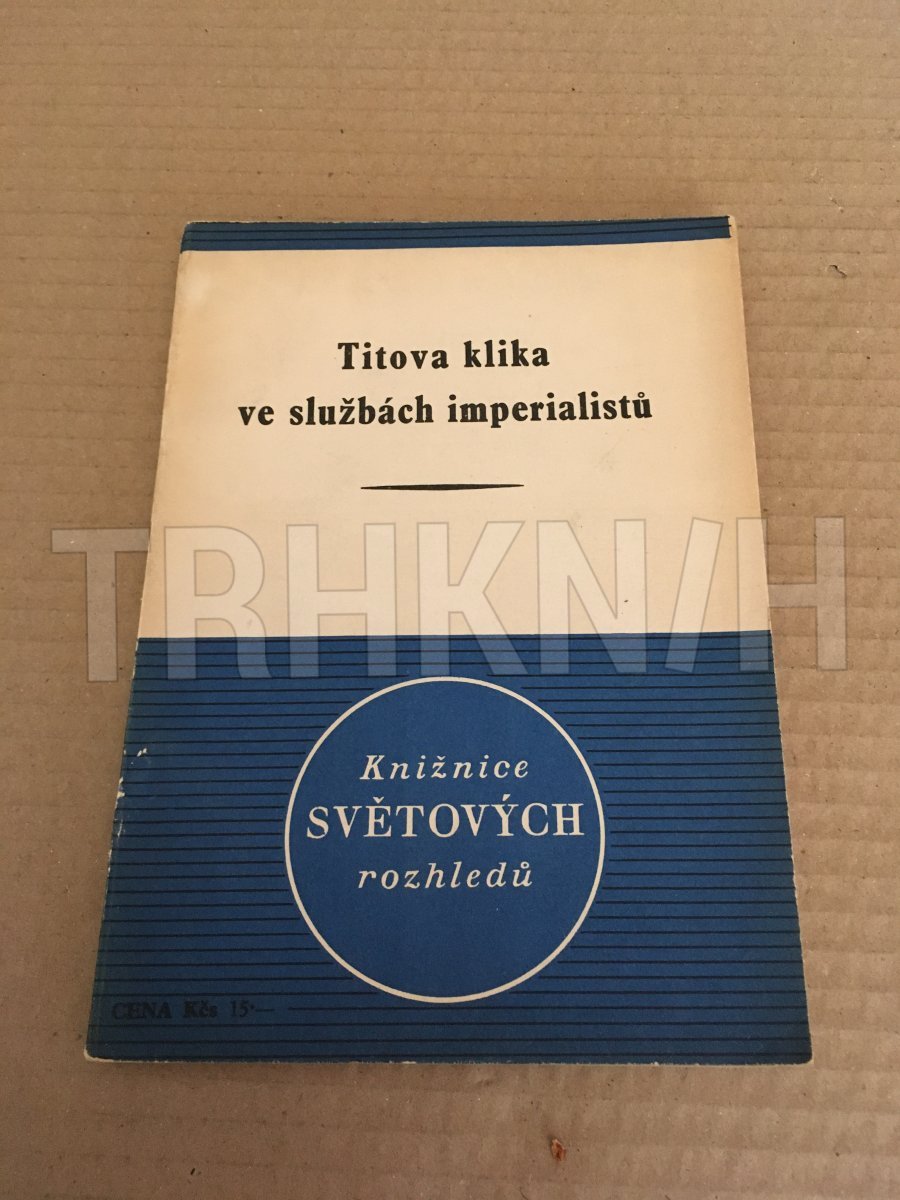 Titova klika
ve službách imperialistů
TRHKNIH
Knižnice
SVĚTOVÝCH
rozhledů
CENA Kčs 15·—